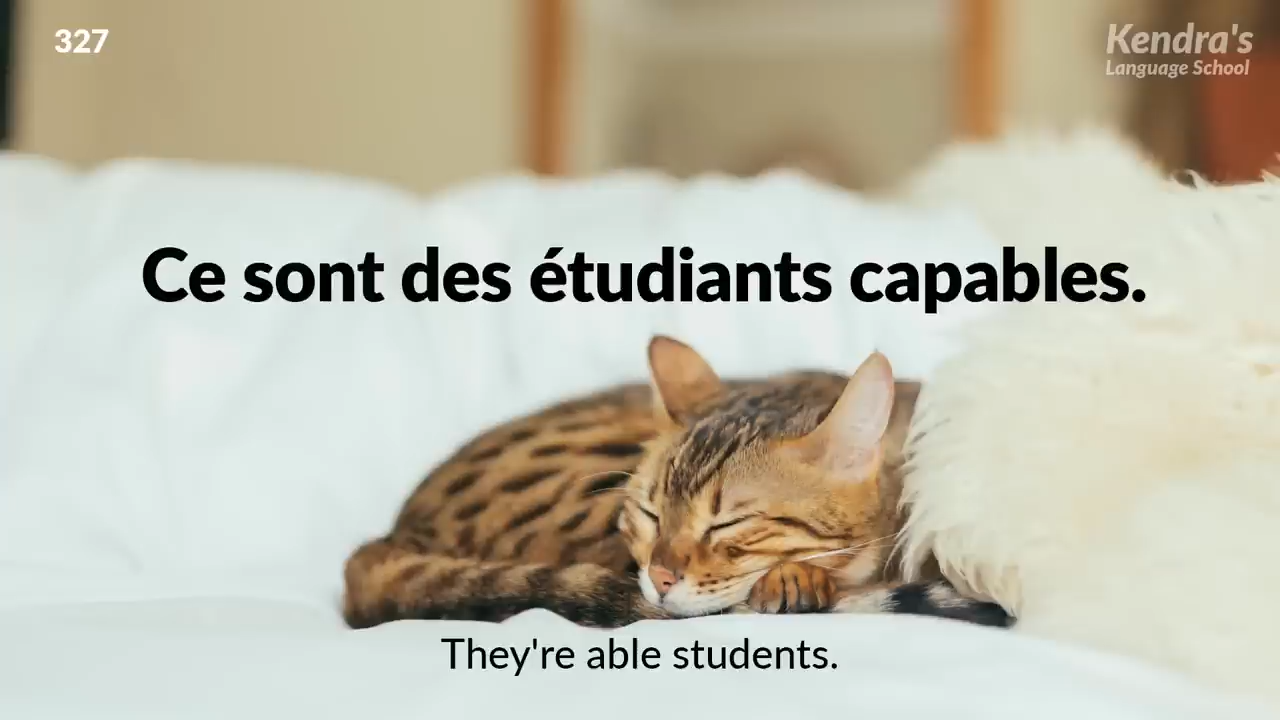 327
Kendra's
Language School
Ce sont des étudiants capables.
They're able students.